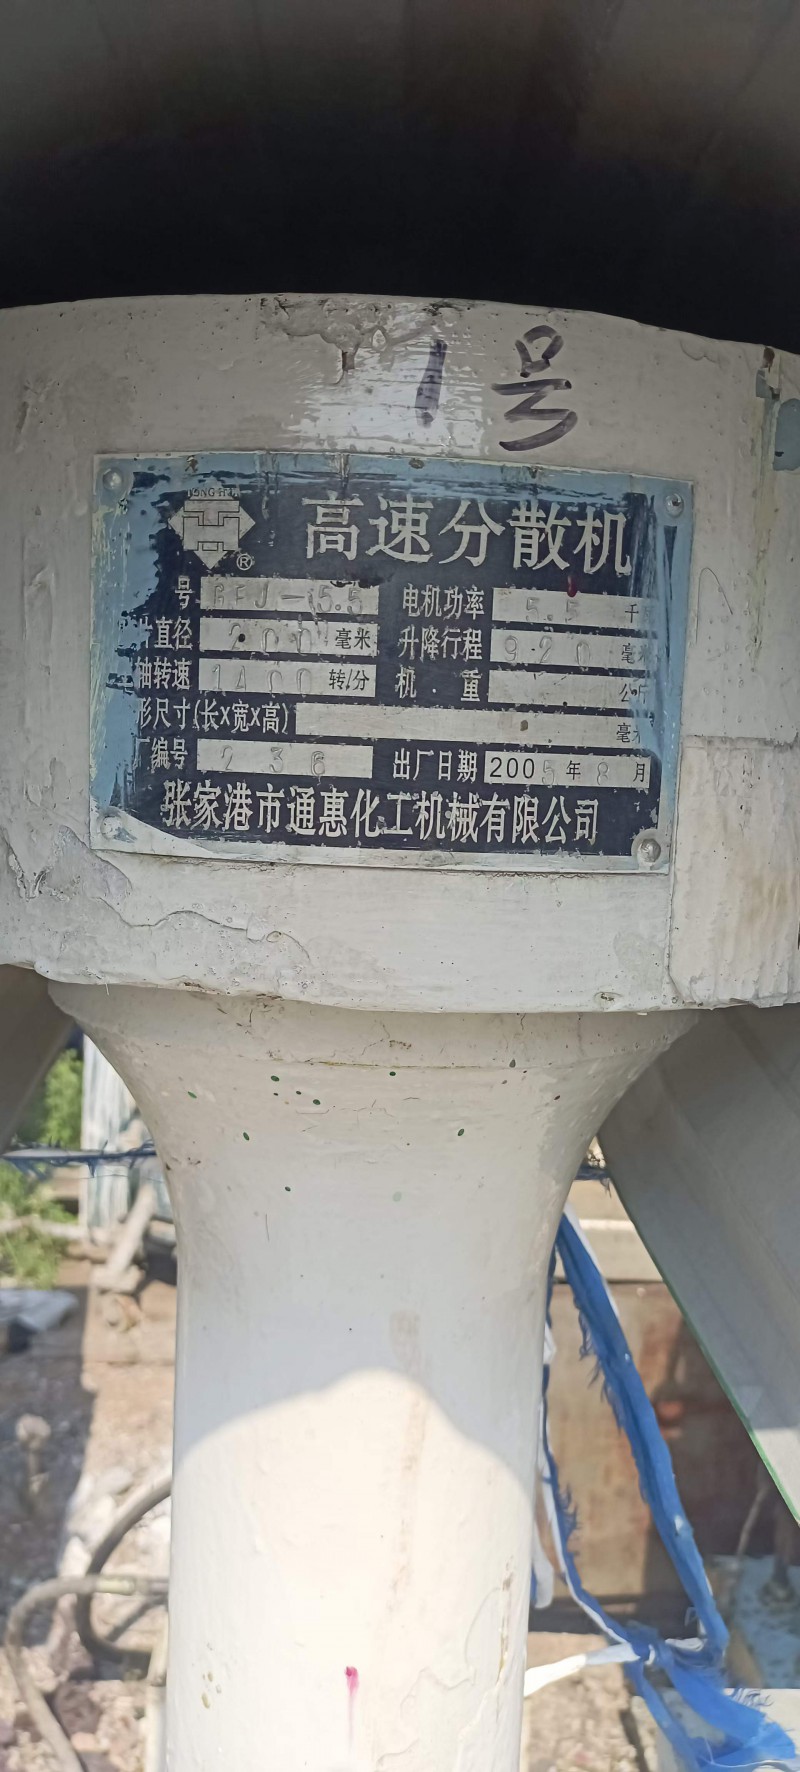 1号
高速分散机
®
号 GFJ-5.5 电机功率 5.5 千
直径 200 毫米 升降行程 920 毫米
轴转速 1400 转/分 机 重 公斤
形尺寸(长x宽x高) 毫米
编号 236 出厂日期 2005年8月
张家港市通惠化工机械有限公司